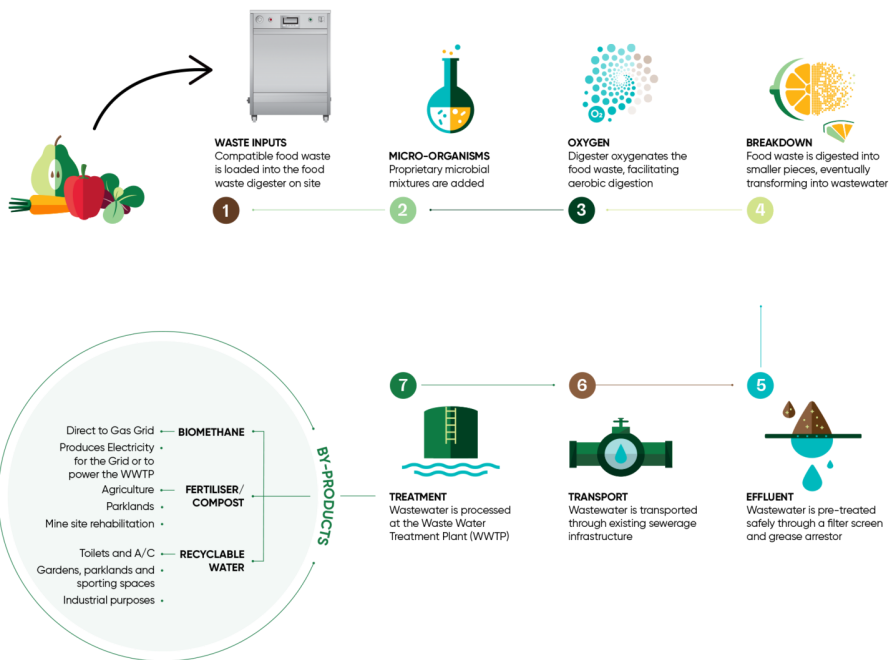 WASTE INPUTS
Compatible food waste
is loaded into the food
waste digester on site
1
MICRO-ORGANISMS
Proprietary microbial
mixtures are added
2
O₂
OXYGEN
Digester oxygenates the
food waste, facilitating
aerobic digestion
3
BREAKDOWN
Food waste is digested into
smaller pieces, eventually
transforming into wastewater
4
5
EFFLUENT
Wastewater is pre-treated
safely through a filter screen
and grease arrestor
6
TRANSPORT
Wastewater is transported
through existing sewerage
infrastructure
7
TREATMENT
Wastewater is processed
at the Waste Water
Treatment Plant (WWTP)
BY-PRODUCTS
BIOMETHANE
Direct to Gas Grid
Produces Electricity
for the Grid or to
power the WWTP
FERTILISER/
COMPOST
Agriculture
Parklands
Mine site rehabilitation
RECYCLABLE
WATER
Toilets and A/C
Gardens, parklands and
sporting spaces
Industrial purposes